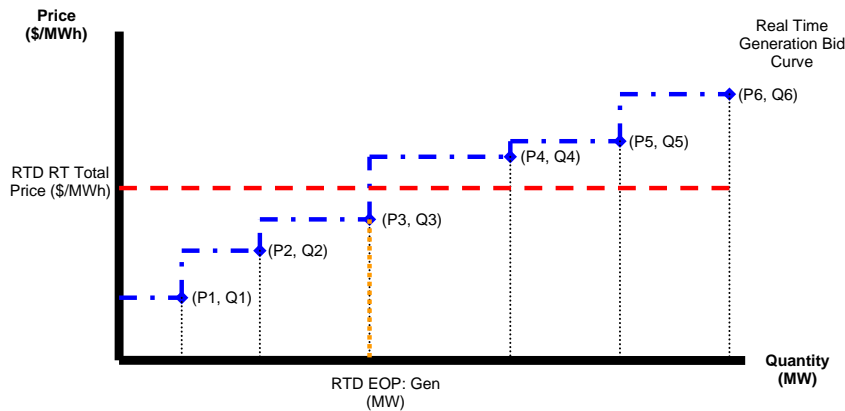 Price
($/MWh)
Real Time
Generation Bid
Curve
(P6, Q6)
(P5, Q5)
(P4, Q4)
RTD RT Total
Price ($/MWh)
(P3, Q3)
(P2, Q2)
(P1, Q1)
Quantity
(MW)
RTD EOP: Gen
(MW)